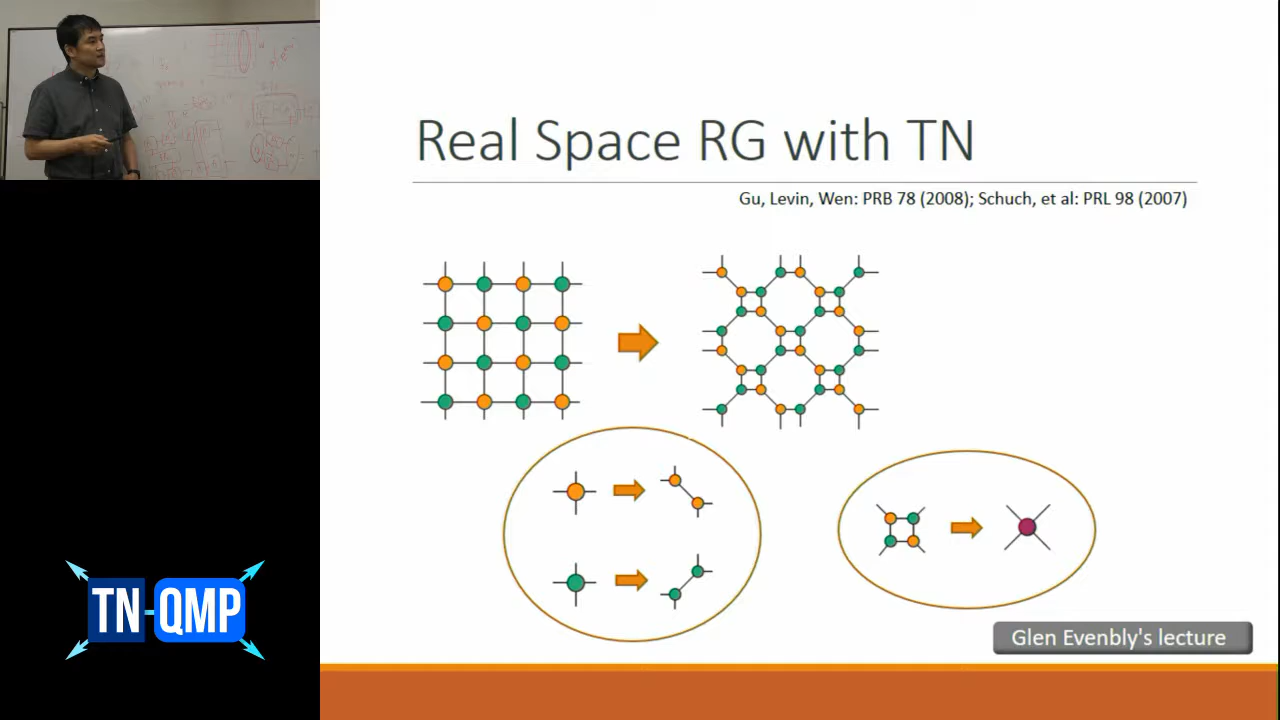 Real Space RG with TN
Gu, Levin, Wen: PRB 78 (2008); Schuch, et al: PRL 98 (2007)
TN-QMP
Glen Evenbly's lecture